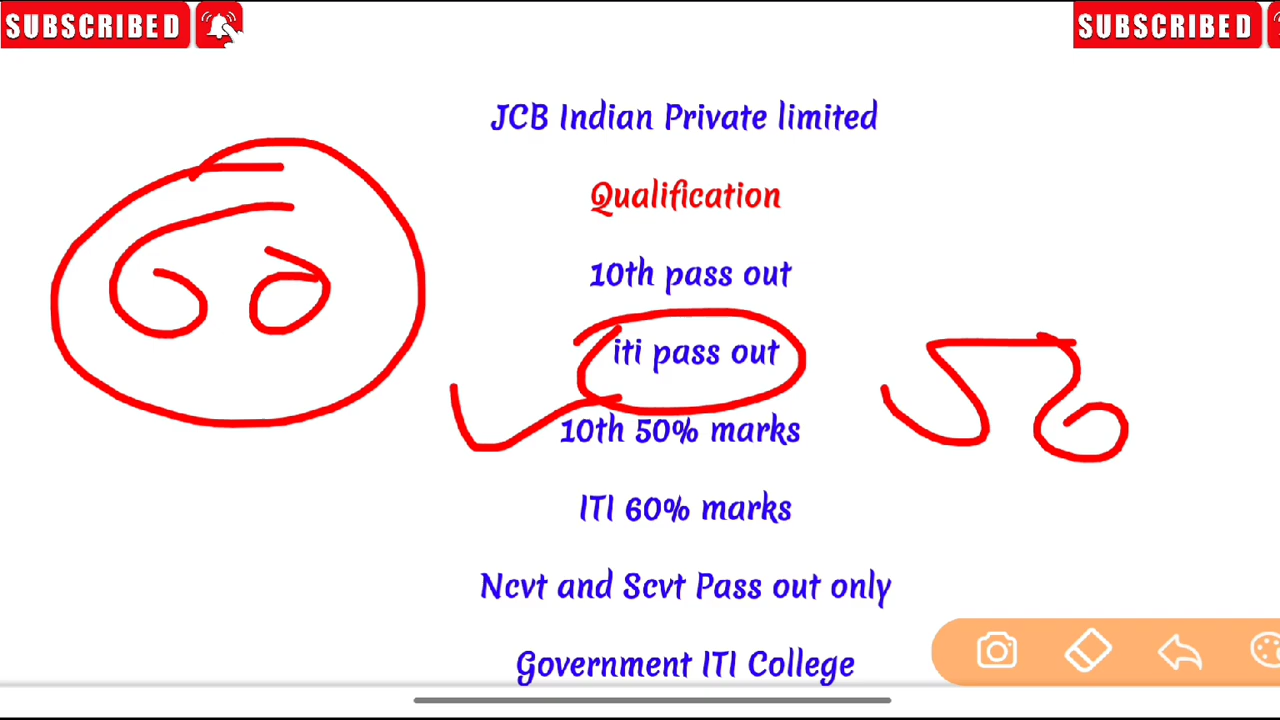 SUBSCRIBED SUBSCRIBED
JCB Indian Private limited
Qualification
10th pass out
iti pass out
10th 50% marks
ITI 60% marks
Ncvt and Scvt Pass out only
Government ITI College